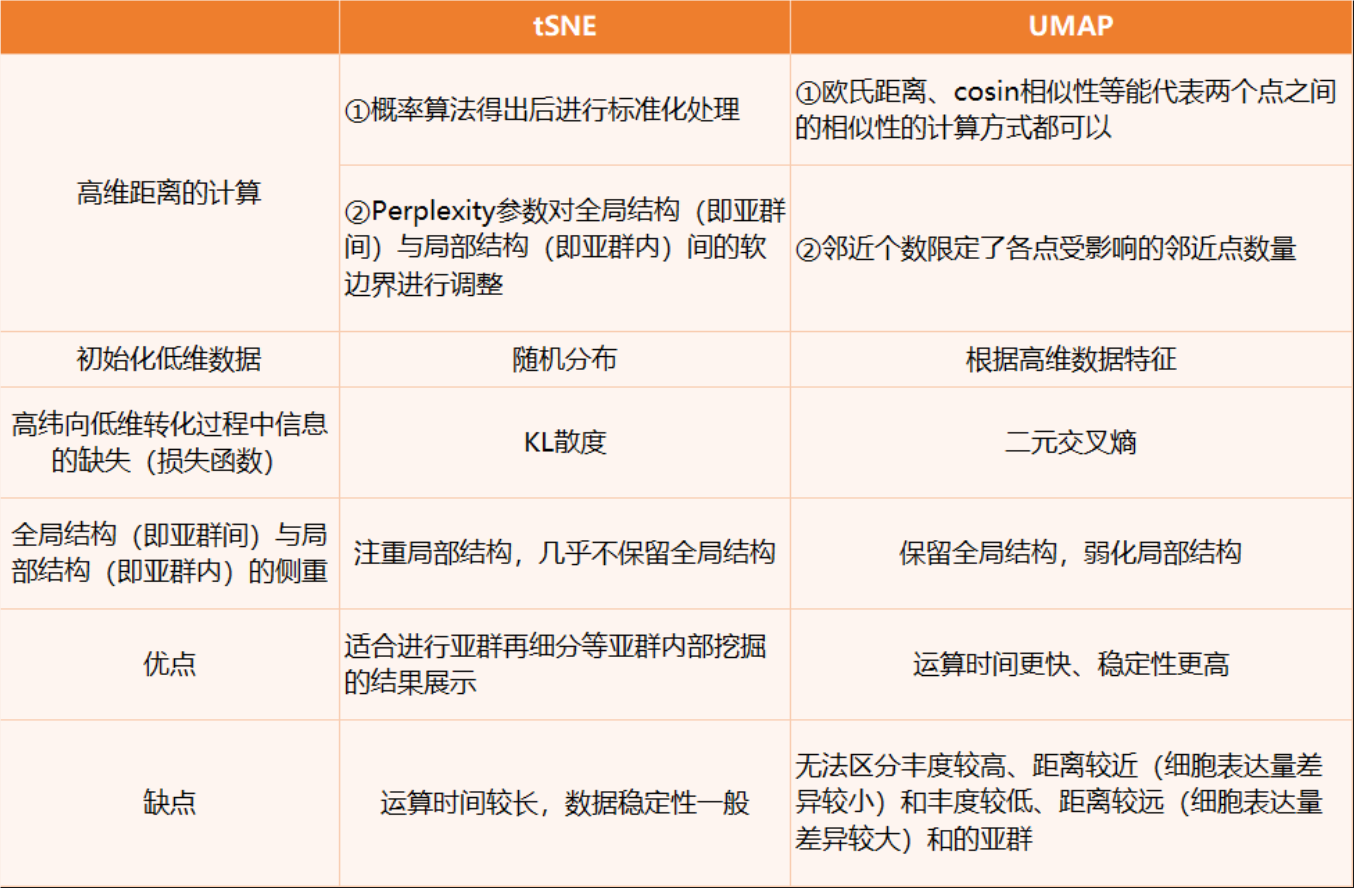 tSNE
UMAP
高维距离的计算
①概率算法得出后进行标准化处理
①欧氏距离、cosin相似性等能代表两个点之间
的相似性的计算方式都可以
②Perplexity参数对全局结构（即亚群
间）与局部结构（即亚群内）间的软
边界进行调整
②邻近个数限定了各点受影响的邻近点数量
初始化低维数据
随机分布
根据高维数据特征
高纬向低维转化过程中信息
的缺失（损失函数）
KL散度
二元交叉熵
全局结构（即亚群间）与局
部结构（即亚群内）的侧重
注重局部结构，几乎不保留全局结构
保留全局结构，弱化局部结构
优点
适合进行亚群再细分等亚群内部挖掘
的结果展示
运算时间更快、稳定性更高
缺点
运算时间较长，数据稳定性一般
无法区分丰度较高、距离较近（细胞表达量差
异较小）和丰度较低、距离较远（细胞表达量
差异较大）和的亚群